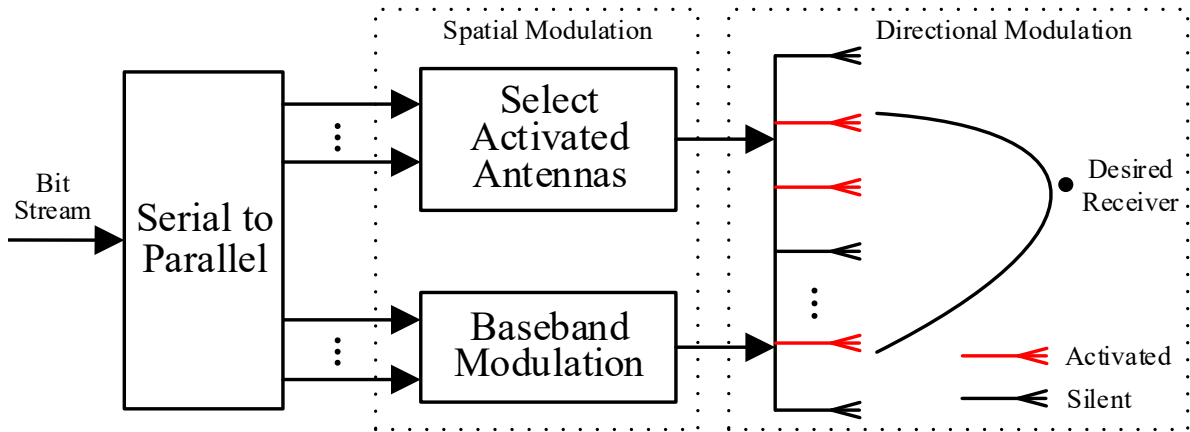 Spatial Modulation
Directional Modulation
Bit
Stream
Serial to
Parallel
Select
Activated
Antennas
Baseband
Modulation
Desired
Receiver
Activated
Silent